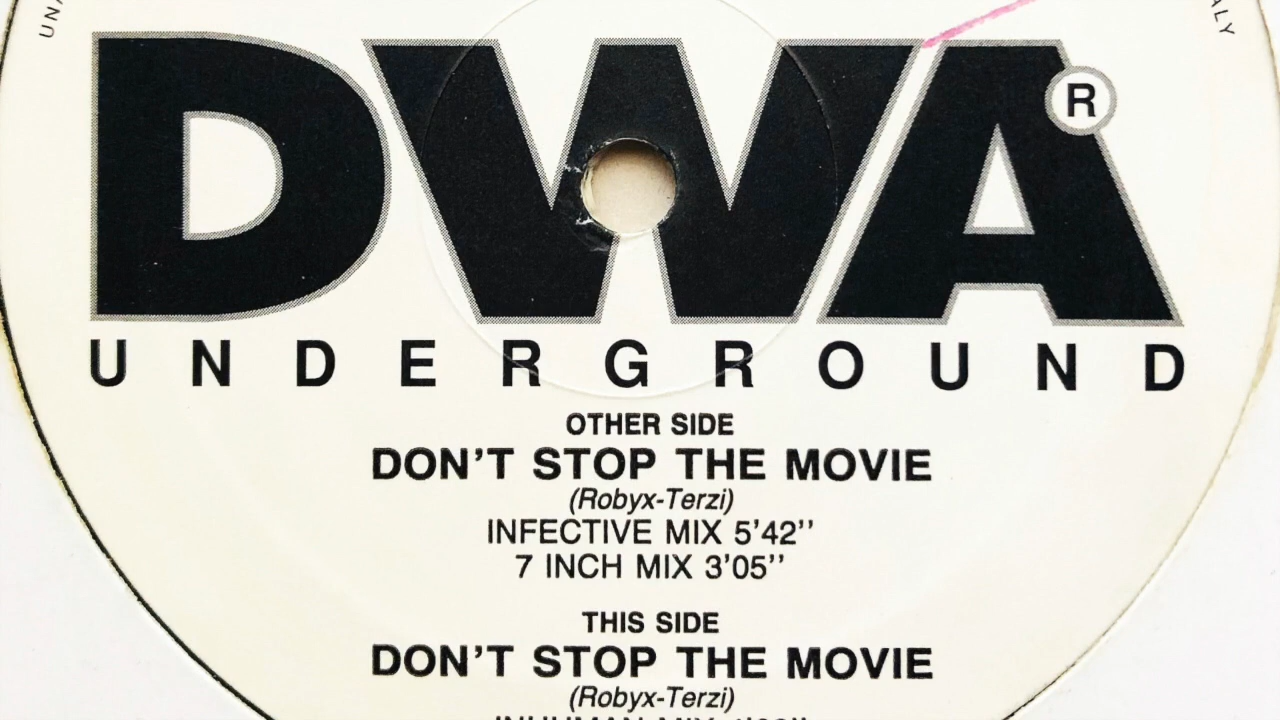 DWA
R
UNDERGROUND
OTHER SIDE
DON'T STOP THE MOVIE
(Robyx-Terzi)
INFECTIVE MIX 5'42''
7 INCH MIX 3'05''
THIS SIDE
DON'T STOP THE MOVIE
(Robyx-Terzi)